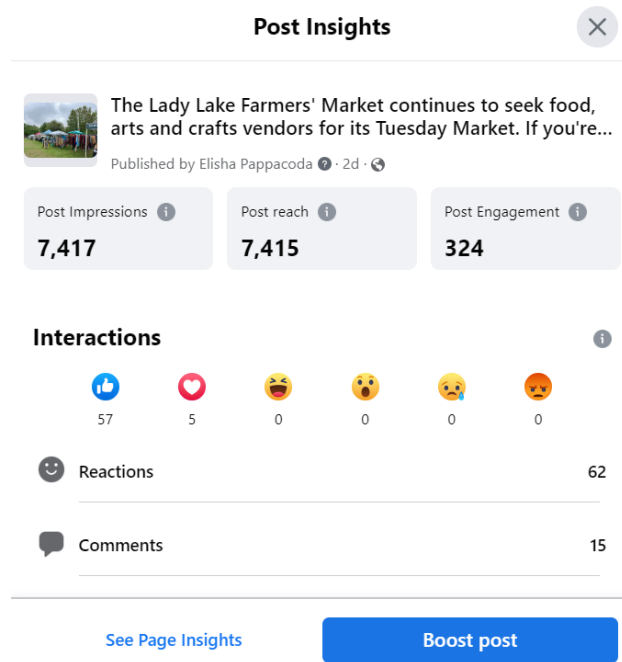 Post Insights
The Lady Lake Farmers' Market continues to seek food,
arts and crafts vendors for its Tuesday Market. If you're...
Published by Elisha Pappacoda ? · 2d ·
Post Impressions i
Post reach i
Post Engagement i
7,417
7,415
324
Interactions i
57
5
0
0
0
0
Reactions 62
Comments 15
See Page Insights
Boost post